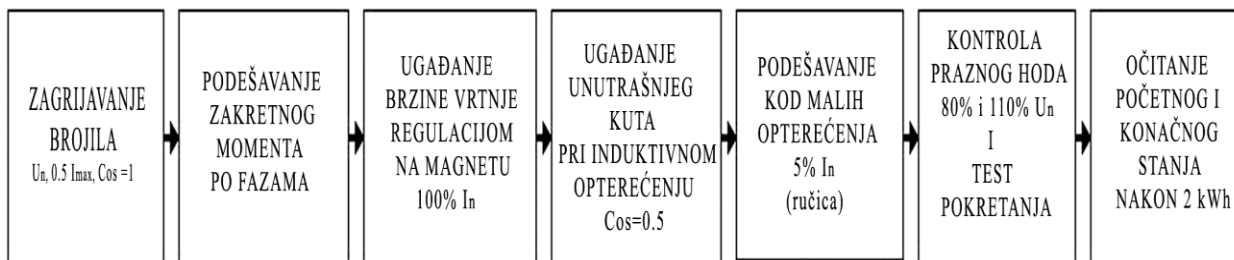 ZAGRIJAVANJE
BROJILA
Un, 0.5 Imax, Cos =1
PODEŠAVANJE
ZAKRETNOG
MOMENTA
PO FAZAMA
UGAĐANJE
BRZINE VRTNJE
REGULACIJOM
NA MAGNETU
100% In
UGAĐANJE
UNUTRAŠNJEG
KUTA
PRI INDUKTIVNOM
OPTEREĆENJU
Cos=0.5
PODEŠAVANJE
KOD MALIH
OPTEREĆENJA
5% In
(ručica)
KONTROLA
PRAZNOG HODA
80% i 110% Un
I
TEST
POKRETANJA
OČITANJE
POČETNOG I
KONAČNOG
STANJA
NAKON 2 kWh